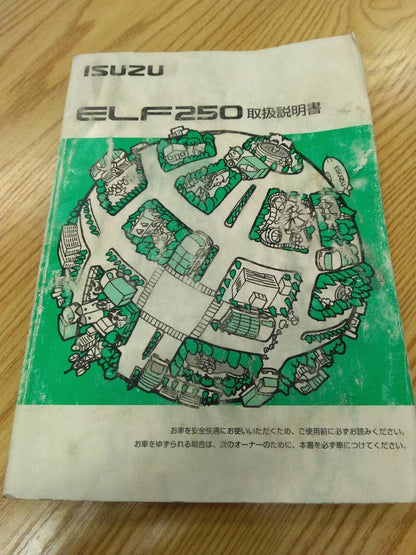 ISUZU
ELF250 取扱説明書
お車を安全快適にお使いいただくため、ご使用前に必ずお読みください。
お車をゆずられる場合は、次のオーナーのために、本書を必ず車につけてください。